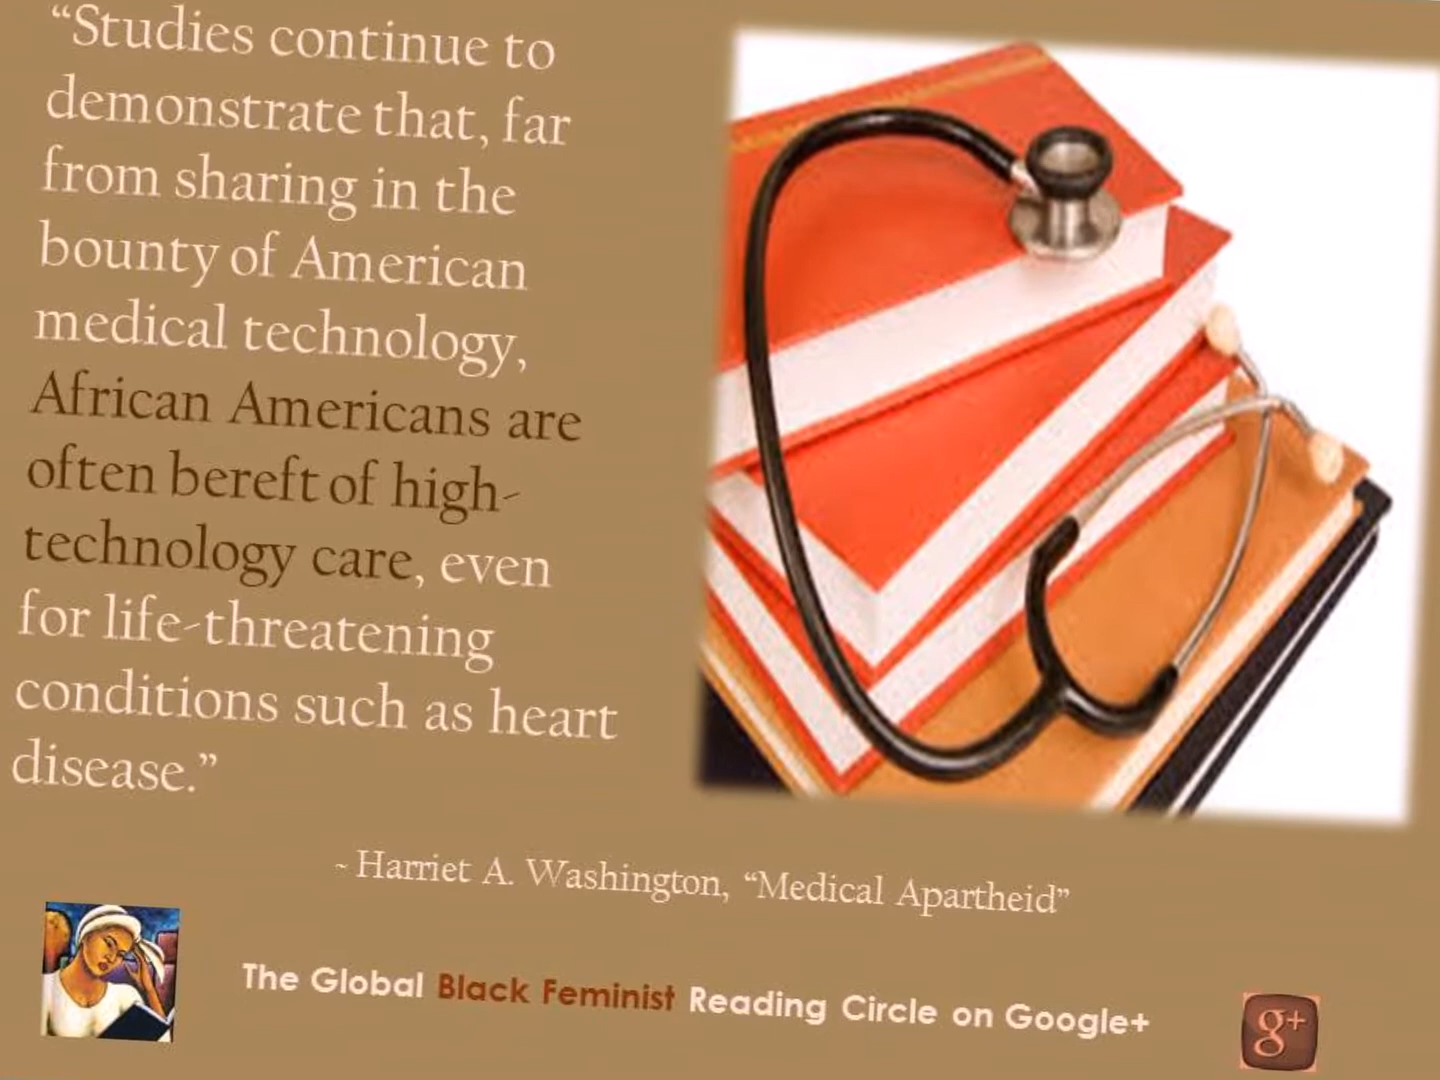 “Studies continue to
demonstrate that, far
from sharing in the
bounty of American
medical technology,
African Americans are
often bereft of high-
technology care, even
for life-threatening
conditions such as heart
disease.”
~ Harriet A. Washington, “Medical Apartheid”
The Global Black Feminist Reading Circle on Google+
g+